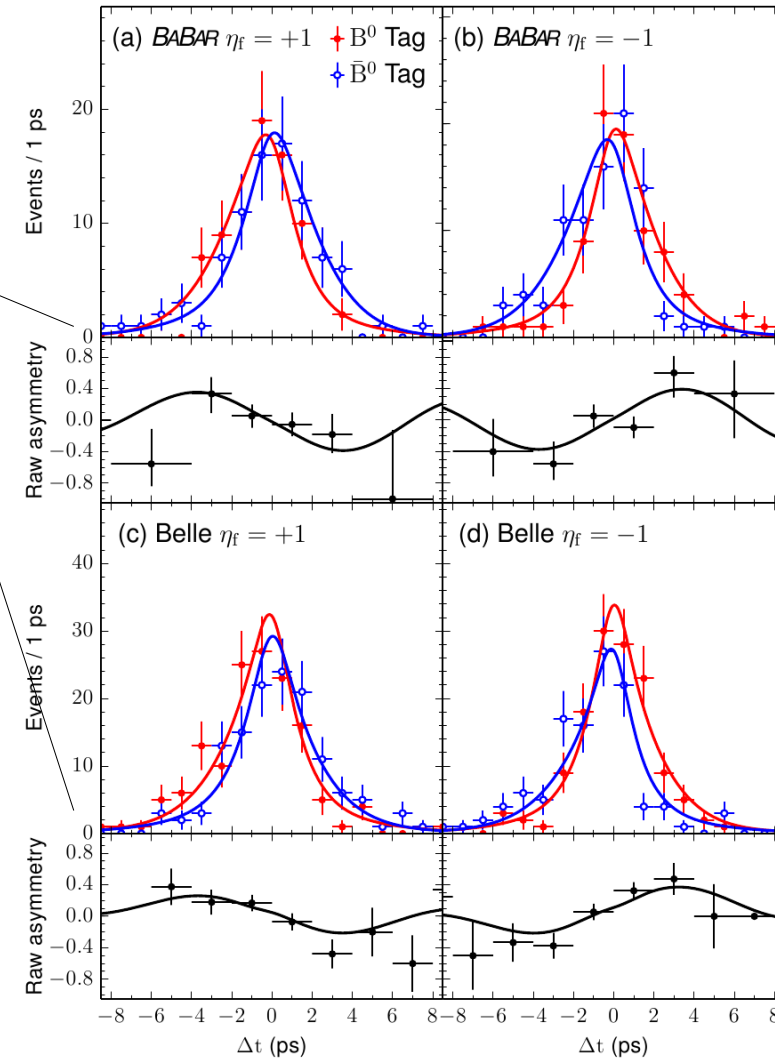 (a) BABAR ηf = +1
B⁰ Tag
B̄⁰ Tag
(b) BABAR ηf = −1
Events / 1 ps
20
10
0
Raw asymmetry
0.8
0.4
0.0
−0.4
−0.8
(c) Belle ηf = +1
(d) Belle ηf = −1
Events / 1 ps
40
30
20
10
0
Raw asymmetry
0.8
0.4
0.0
−0.4
−0.8
−8 −6 −4 −2 0 2 4 6 8 −8 −6 −4 −2 0 2 4 6 8
Δt (ps) Δt (ps)